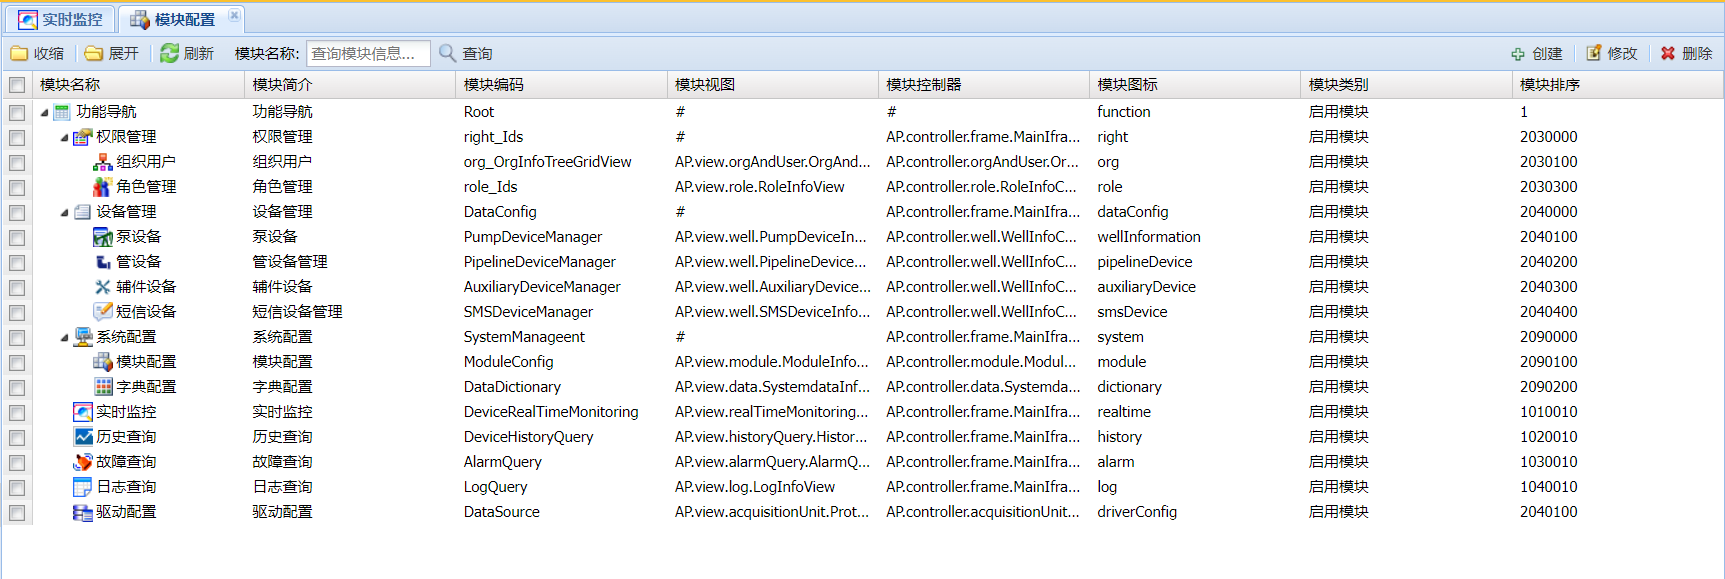 实时监控 模块配置
收缩 展开 刷新 模块名称: 查询模块信息... 查询 创建 修改 删除
模块名称 模块简介 模块编码 模块视图 模块控制器 模块图标 模块类别 模块排序
功能导航 功能导航 Root # # function 启用模块 1
权限管理 权限管理 right_Ids # AP.controller.frame.MainIfra... right 启用模块 2030000
组织用户 组织用户 org_OrgInfoTreeGridView AP.view.orgAndUser.OrgAnd... AP.controller.orgAndUser.Or... org 启用模块 2030100
角色管理 角色管理 role_Ids AP.view.role.RoleInfoView AP.controller.role.RoleInfoC... role 启用模块 2030300
设备管理 设备管理 DataConfig # AP.controller.frame.MainIfra... dataConfig 启用模块 2040000
泵设备 泵设备 PumpDeviceManager AP.view.well.PumpDeviceIn... AP.controller.well.WellInfoC... wellInformation 启用模块 2040100
管设备 管设备管理 PipelineDeviceManager AP.view.well.PipelineDevice... AP.controller.well.WellInfoC... pipelineDevice 启用模块 2040200
辅件设备 辅件设备 AuxiliaryDeviceManager AP.view.well.AuxiliaryDevice... AP.controller.well.WellInfoC... auxiliaryDevice 启用模块 2040300
短信设备 短信设备管理 SMSDeviceManager AP.view.well.SMSDeviceInfo... AP.controller.well.WellInfoC... smsDevice 启用模块 2040400
系统配置 系统配置 SystemManageent # AP.controller.frame.MainIfra... system 启用模块 2090000
模块配置 模块配置 ModuleConfig AP.view.module.ModuleInfo... AP.controller.module.Modul... module 启用模块 2090100
字典配置 字典配置 DataDictionary AP.view.data.SystemdataInf... AP.controller.data.Systemda... dictionary 启用模块 2090200
实时监控 实时监控 DeviceRealTimeMonitoring AP.view.realTimeMonitoring... AP.controller.frame.MainIfra... realtime 启用模块 1010010
历史查询 历史查询 DeviceHistoryQuery AP.view.historyQuery.Histor... AP.controller.frame.MainIfra... history 启用模块 1020010
故障查询 故障查询 AlarmQuery AP.view.alarmQuery.AlarmQ... AP.controller.frame.MainIfra... alarm 启用模块 1030010
日志查询 日志查询 LogQuery AP.view.log.LogInfoView AP.controller.frame.MainIfra... log 启用模块 1040010
驱动配置 驱动配置 DataSource AP.view.acquisitionUnit.Prot... AP.controller.acquisitionUnit... driverConfig 启用模块 2040100